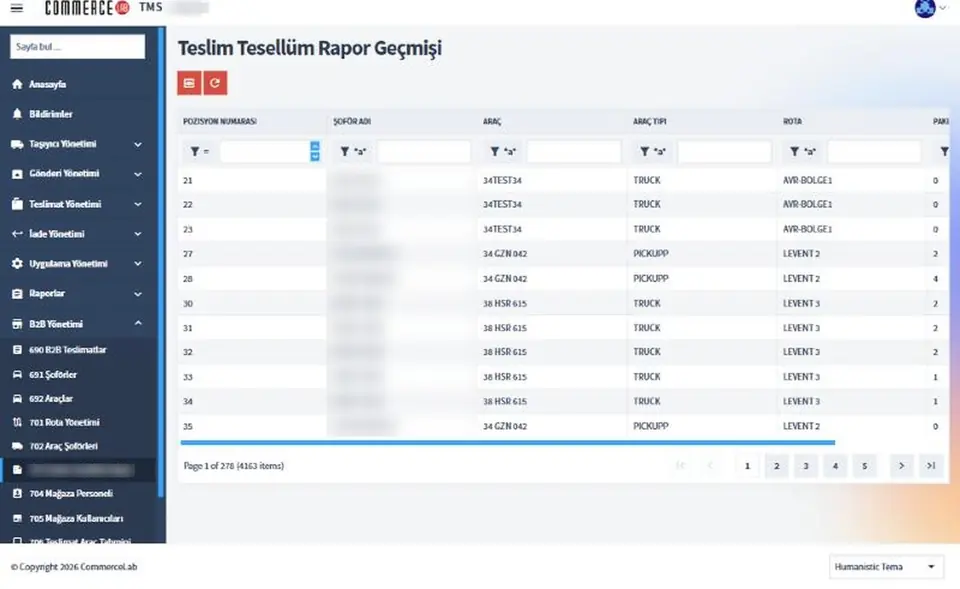 COMMERCE LAB TMS
Sayfa bul ...
Anasayfa
Bildirimler
Taşıyıcı Yönetimi
Gönderi Yönetimi
Teslimat Yönetimi
İade Yönetimi
Uygulama Yönetimi
Raporlar
B2B Yönetimi
690 B2B Teslimatlar
691 Şoförler
692 Araçlar
701 Rota Yönetimi
702 Araç Şoförleri
704 Mağaza Personeli
705 Mağaza Kullanıcıları
706 Teslimat Araç Tahmini
Teslim Tesellüm Rapor Geçmişi
POZİSYON NUMARASI ŞOFÖR ADI ARAÇ ARAÇ TIPI ROTA PAKI
= "a" "a" "a" "a"
21 34TEST34 TRUCK AVR-BOLGE1 0
22 34TEST34 TRUCK AVR-BOLGE1 0
23 34TEST34 TRUCK AVR-BOLGE1 0
27 34 GZN 042 PICKUPP LEVENT 2 2
28 34 GZN 042 PICKUPP LEVENT 2 4
30 38 HSR 615 TRUCK LEVENT 3 2
31 38 HSR 615 TRUCK LEVENT 3 2
32 38 HSR 615 TRUCK LEVENT 3 2
33 38 HSR 615 TRUCK LEVENT 3 1
34 38 HSR 615 TRUCK LEVENT 3 1
35 34 GZN 042 PICKUPP LEVENT 2 0
Page 1 of 278 (4163 items) 1 2 3 4 5
© Copyright 2026 CommerceLab
Humanistic Tema